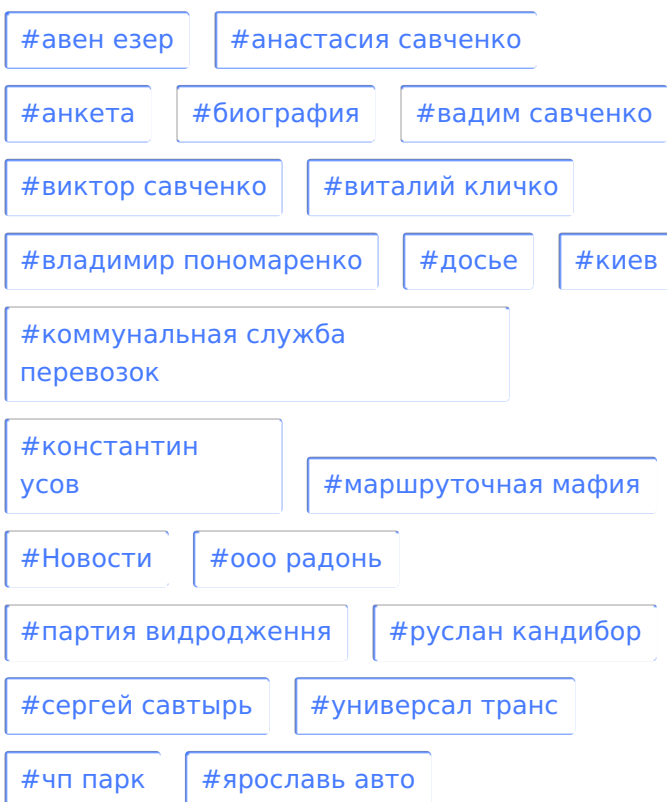 #авен езер #анастасия савченко
#анкета #биография #вадим савченко
#виктор савченко #виталий кличко
#владимир пономаренко #досье #киев
#коммунальная служба
перевозок
#константин
усов #маршруточная мафия
#Новости #ооо радонь
#партия видродження #руслан кандибор
#сергей савтырь #универсал транс
#чп парк #ярославь авто